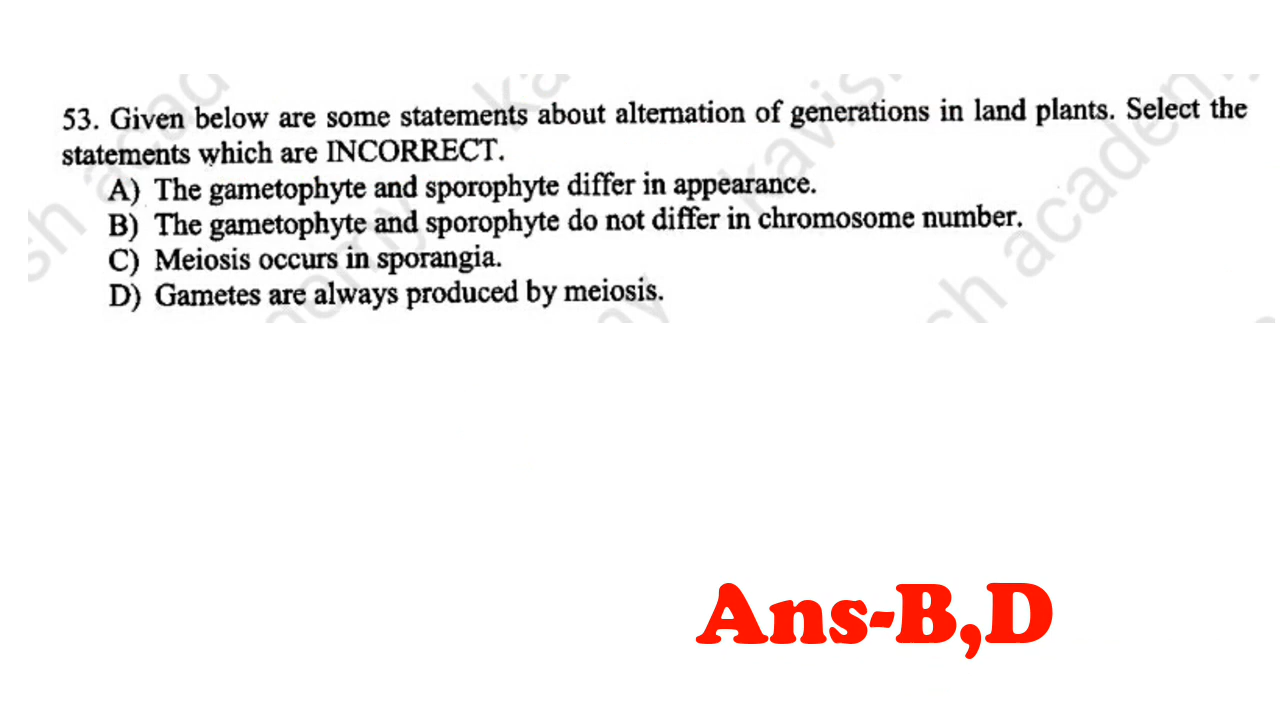 53. Given below are some statements about alternation of generations in land plants. Select the
statements which are INCORRECT.
A) The gametophyte and sporophyte differ in appearance.
B) The gametophyte and sporophyte do not differ in chromosome number.
C) Meiosis occurs in sporangia.
D) Gametes are always produced by meiosis.
Ans-B,D